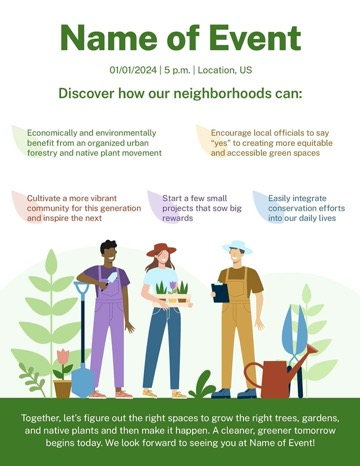 Name of Event
01/01/2024 | 5 p.m. | Location, US
Discover how our neighborhoods can:
Economically and environmentally
benefit from an organized urban
forestry and native plant movement
Encourage local officials to say
“yes” to creating more equitable
and accessible green spaces
Cultivate a more vibrant
community for this generation
and inspire the next
Start a few small
projects that sow big
rewards
Easily integrate
conservation efforts
into our daily lives
Together, let’s figure out the right spaces to grow the right trees, gardens,
and native plants and then make it happen. A cleaner, greener tomorrow
begins today. We look forward to seeing you at Name of Event!